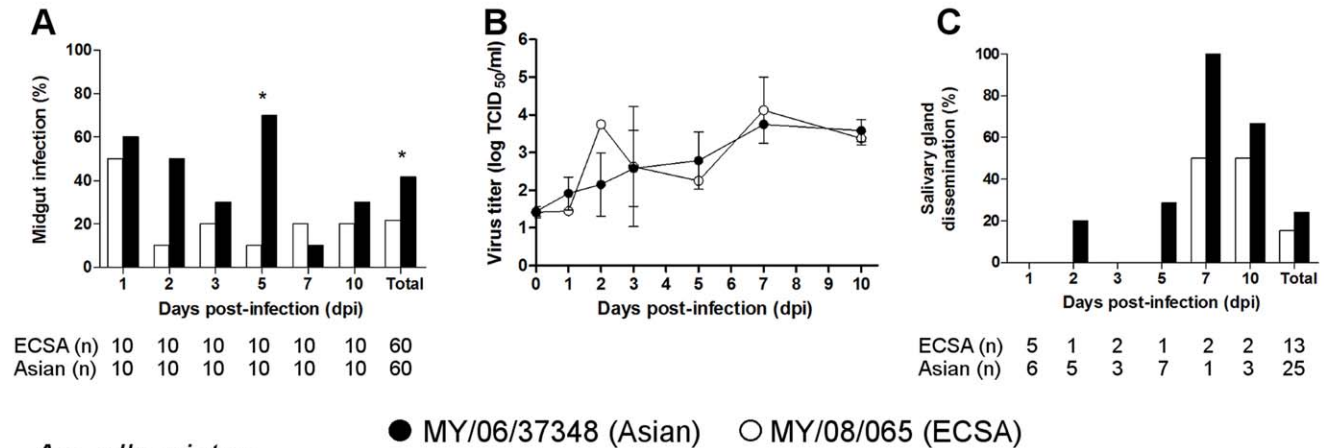 A
100
80
60
40
20
0
Midgut infection (%)
*
*
1 2 3 5 7 10 Total
Days post-infection (dpi)
ECSA (n) 10 10 10 10 10 10 60
Asian (n) 10 10 10 10 10 10 60
B
6
5
4
3
2
1
0
Virus titer (log TCID50/ml)
0 1 2 3 4 5 6 7 8 9 10
Days post-infection (dpi)
C
100
80
60
40
20
0
Salivary gland
dissemination (%)
1 2 3 5 7 10 Total
Days post-infection (dpi)
ECSA (n) 5 1 2 1 2 2 13
Asian (n) 6 5 3 7 1 3 25
MY/06/37348 (Asian) MY/08/065 (ECSA)